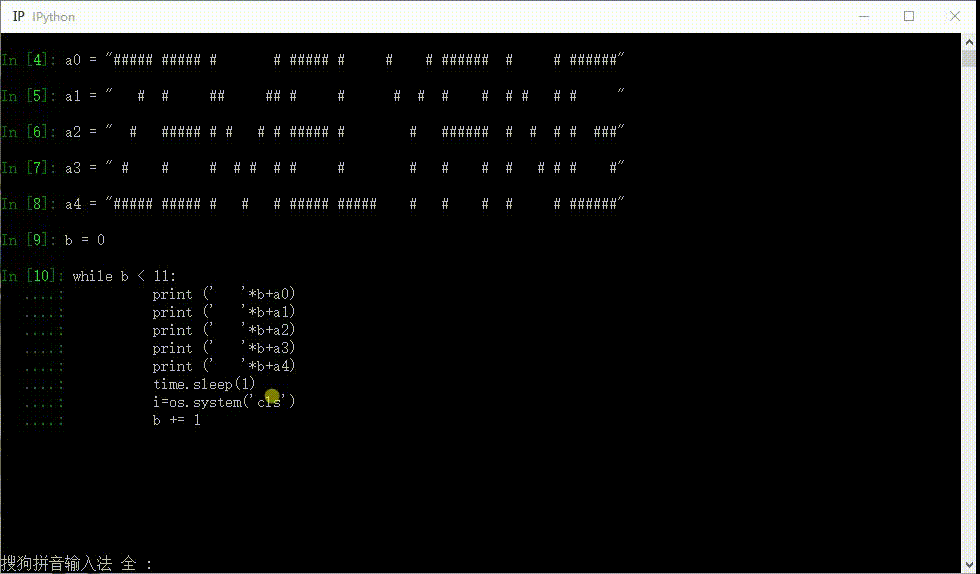 IP IPython
In [4]: a0 = "##### ##### #       # ##### #     #    # ######  #     # ######"
In [5]: a1 = "   #  #     ##     ## #     #      #  #  #    #  # #   # #     "
In [6]: a2 = "  #   ##### # #   # # ##### #        #   ######  #  #  # #  ###"
In [7]: a3 = " #    #     #  # #  # #     #        #   #    #  #   # # #    #"
In [8]: a4 = "##### ##### #   #   # ##### #####    #   #    #  #     # ######"
In [9]: b = 0
In [10]: while b < 11:
   ....:           print ('   '*b+a0)
   ....:           print ('   '*b+a1)
   ....:           print ('   '*b+a2)
   ....:           print ('   '*b+a3)
   ....:           print ('   '*b+a4)
   ....:           time.sleep(1)
   ....:           i=os.system('cls')
   ....:           b += 1
搜狗拼音输入法 全 :